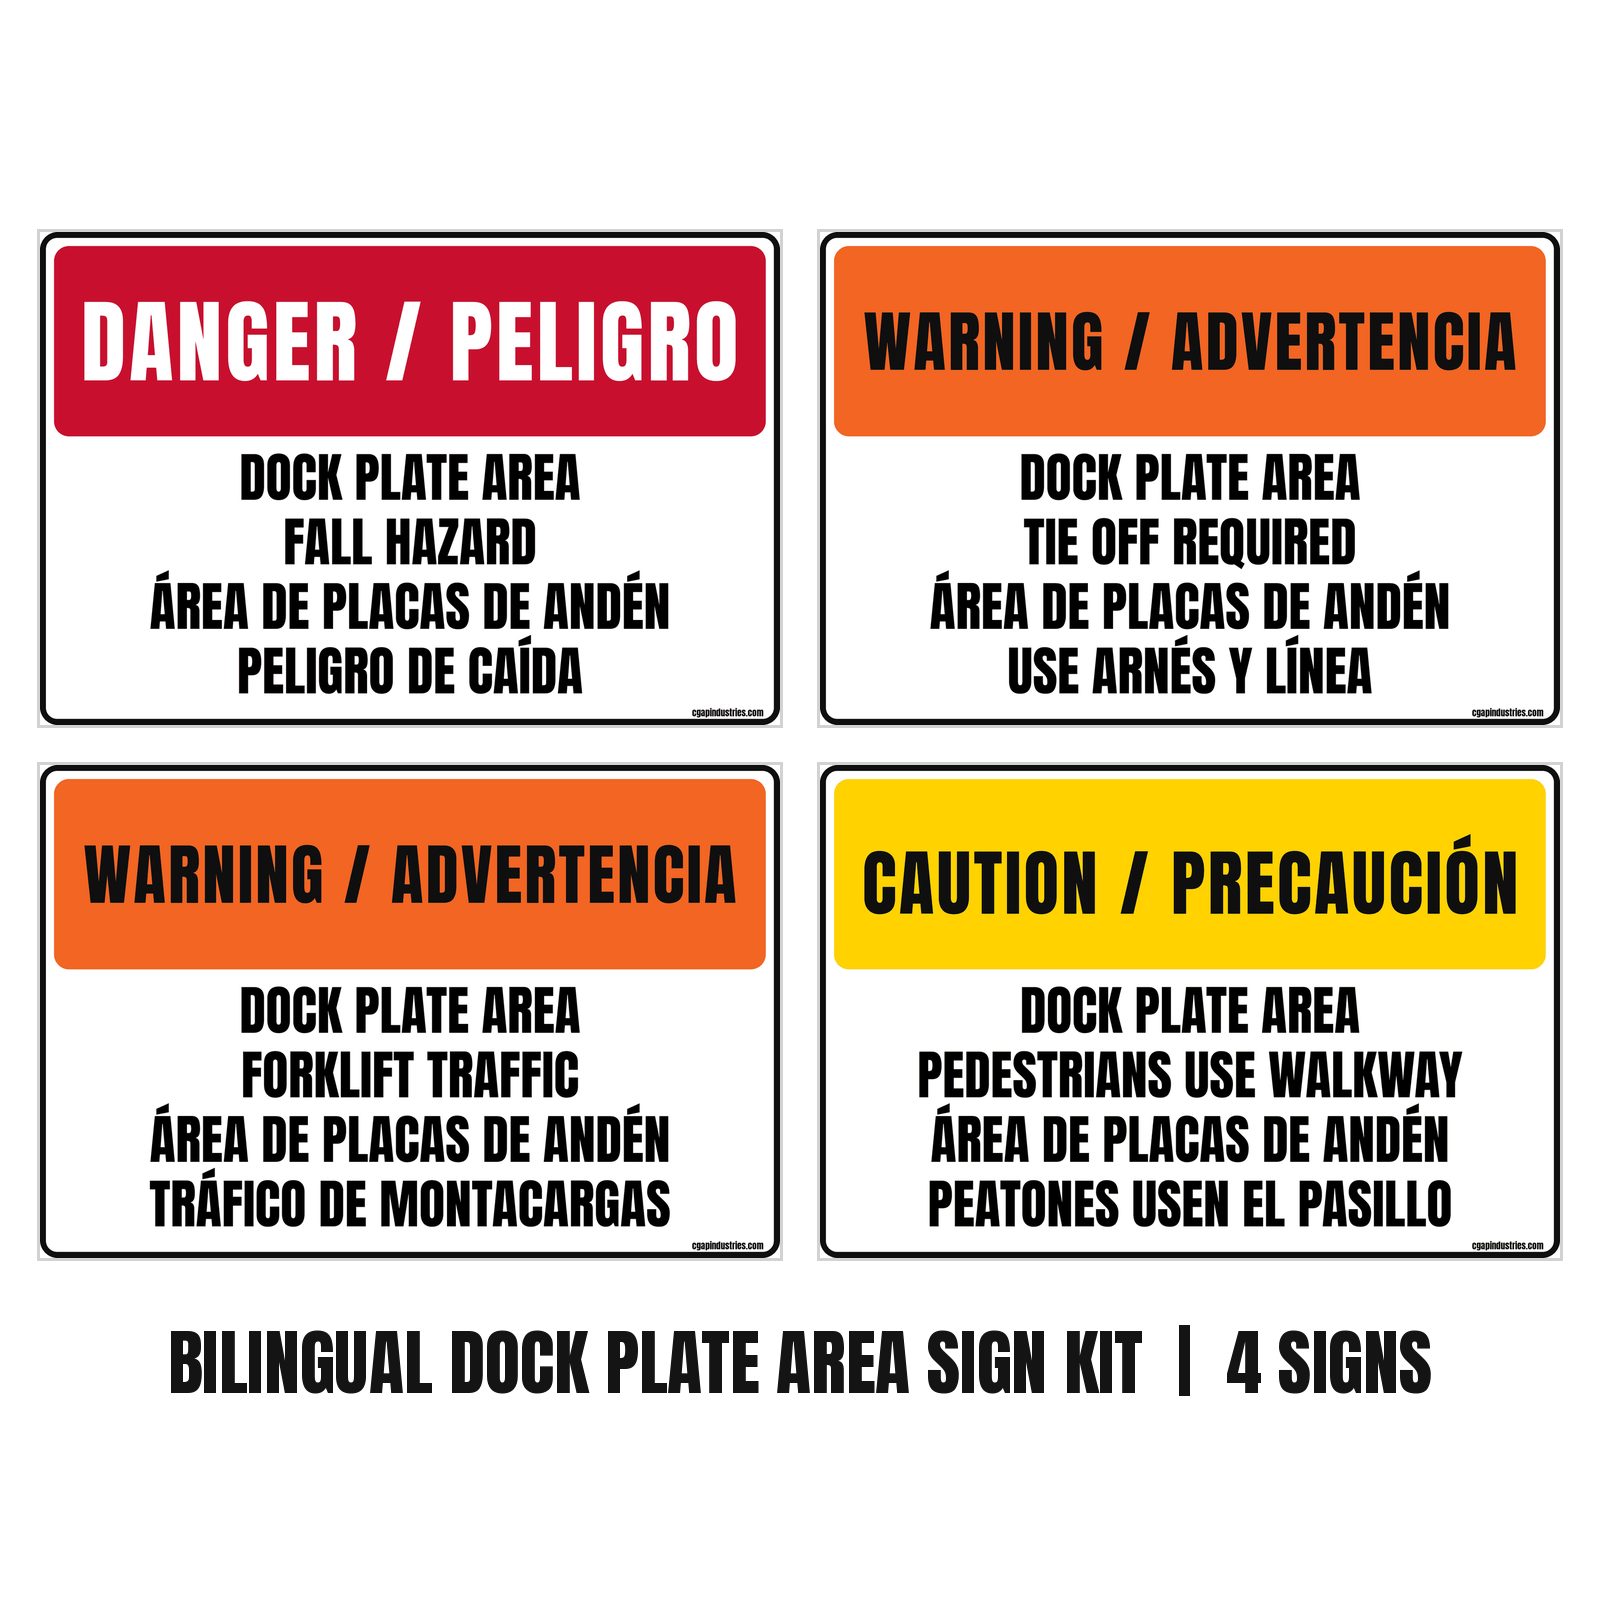 DANGER / PELIGRO
DOCK PLATE AREA
FALL HAZARD
ÁREA DE PLACAS DE ANDÉN
PELIGRO DE CAÍDA
cgapindustries.com
WARNING / ADVERTENCIA
DOCK PLATE AREA
TIE OFF REQUIRED
ÁREA DE PLACAS DE ANDÉN
USE ARNÉS Y LÍNEA
cgapindustries.com
WARNING / ADVERTENCIA
DOCK PLATE AREA
FORKLIFT TRAFFIC
ÁREA DE PLACAS DE ANDÉN
TRÁFICO DE MONTACARGAS
cgapindustries.com
CAUTION / PRECAUCIÓN
DOCK PLATE AREA
PEDESTRIANS USE WALKWAY
ÁREA DE PLACAS DE ANDÉN
PEATONES USEN EL PASILLO
cgapindustries.com
BILINGUAL DOCK PLATE AREA SIGN KIT | 4 SIGNS